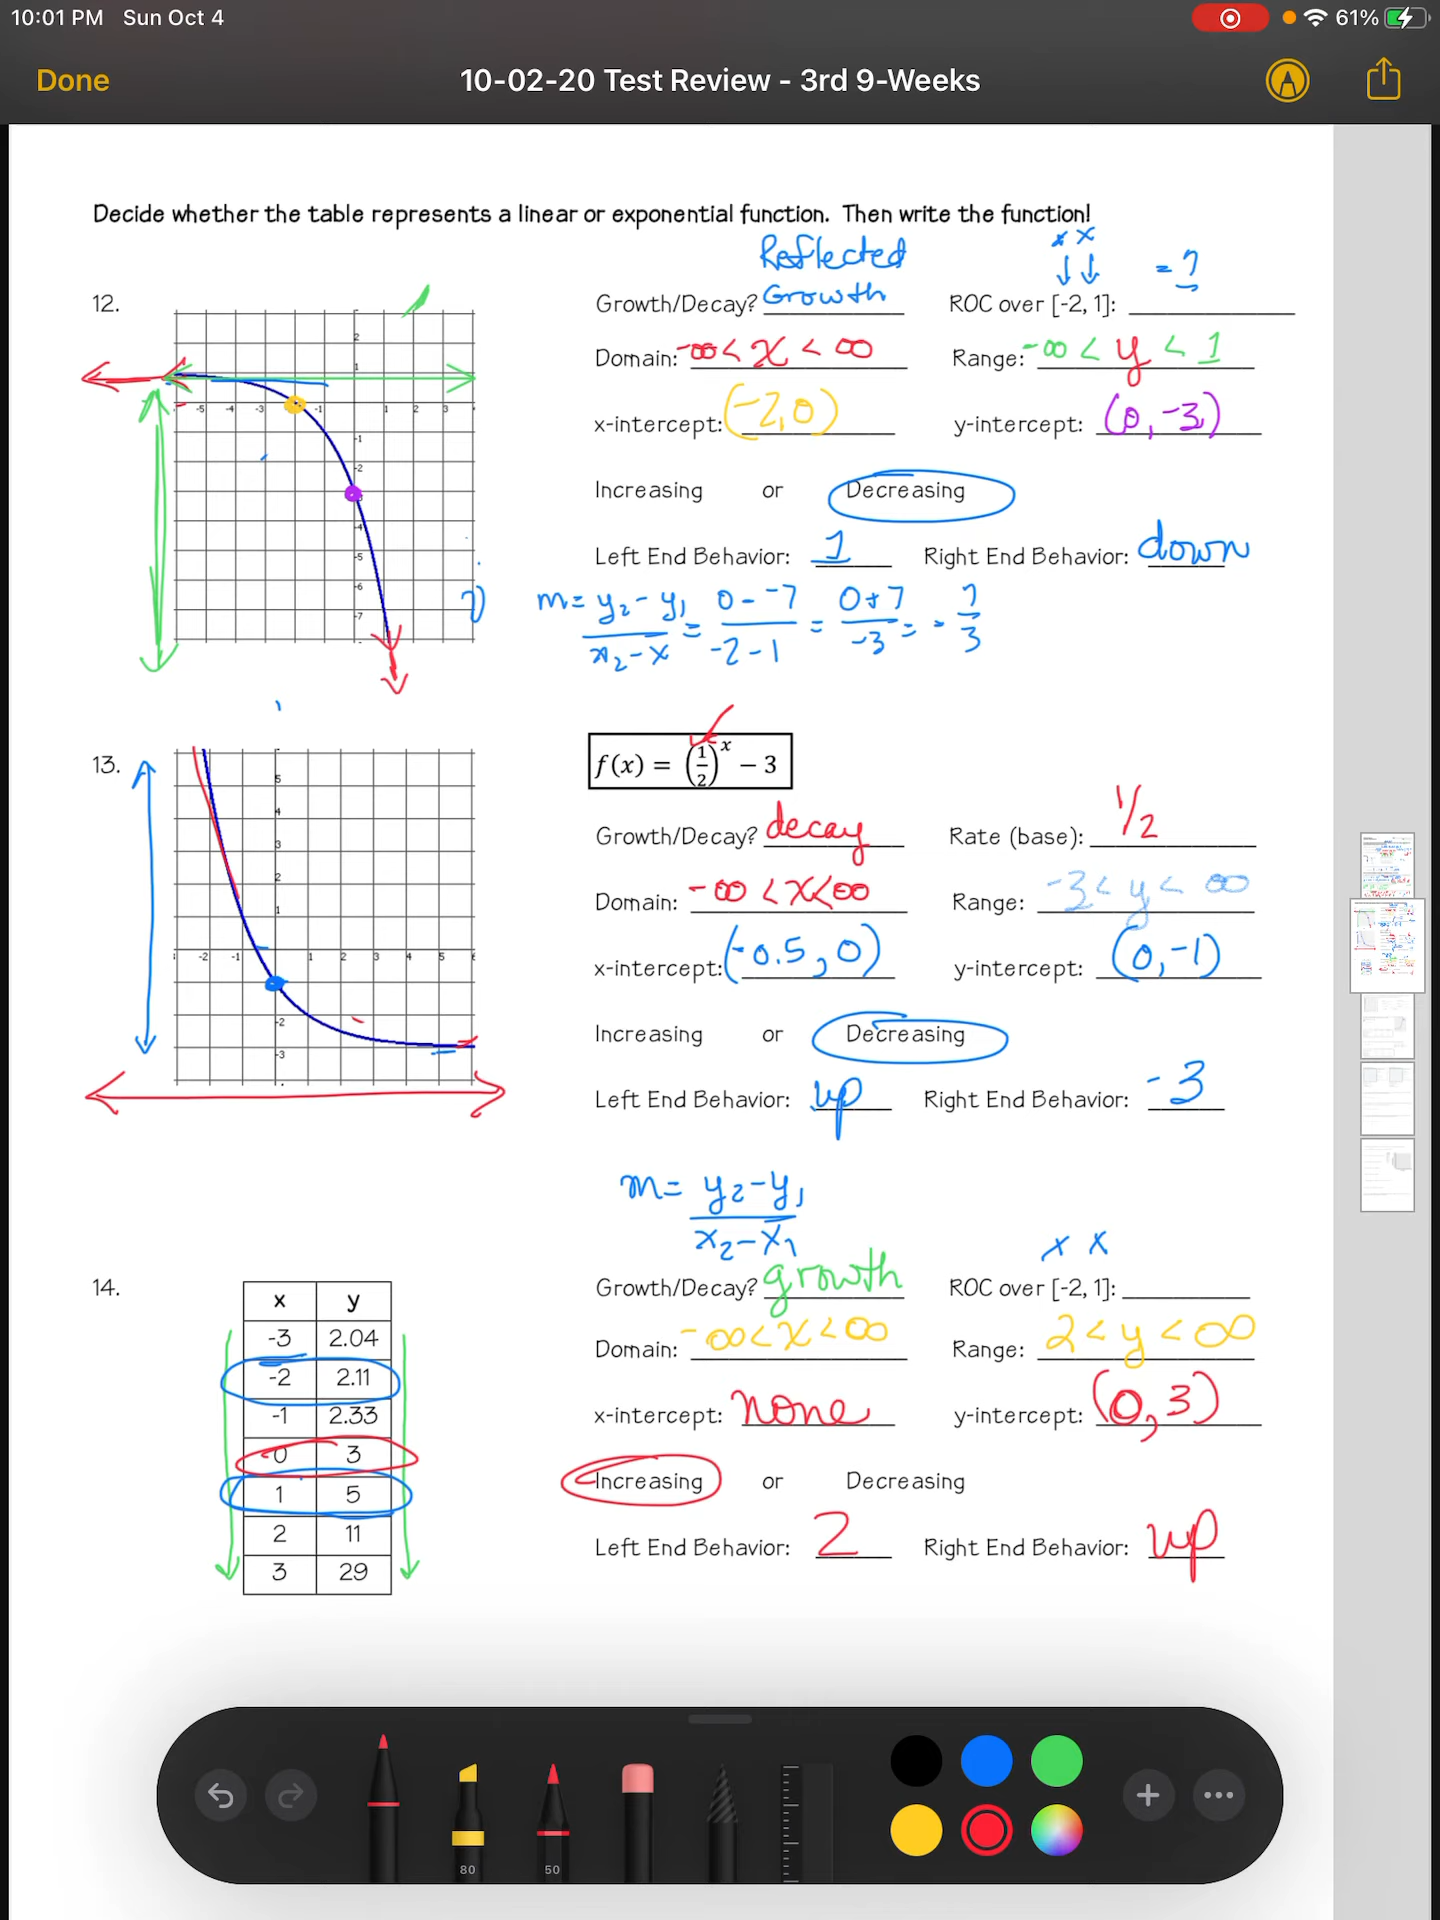 10:01 PM Sun Oct 4 61%
Done 10-02-20 Test Review - 3rd 9-Weeks
Decide whether the table represents a linear or exponential function. Then write the function!
Reflected x x = 7
12. Growth/Decay? Growth ROC over [-2, 1]:
Domain: -∞ < x < ∞ Range: -∞ < y < 1
x-intercept: (-2,0) y-intercept: (0,-3)
Increasing or Decreasing
Left End Behavior: 1 Right End Behavior: down
m = y₂ - y₁ / x₂ - x = 0 - -7 / -2 - 1 = 0 + 7 / -3 = - 7/3
13. f(x) = (1/2)^x − 3
Growth/Decay? decay Rate (base): 1/2
Domain: -∞ < x < ∞ Range: -3 < y < ∞
x-intercept: (-0.5, 0) y-intercept: (0,-1)
Increasing or Decreasing
Left End Behavior: up Right End Behavior: -3
m = y₂ - y₁ / x₂ - x₁
x x
14. Growth/Decay? growth ROC over [-2, 1]:
Domain: -∞ < x < ∞ Range: 2 < y < ∞
x-intercept: none y-intercept: (0,3)
Increasing or Decreasing
Left End Behavior: 2 Right End Behavior: up
x y
-3 2.04
-2 2.11
-1 2.33
0 3
1 5
2 11
3 29
80 50